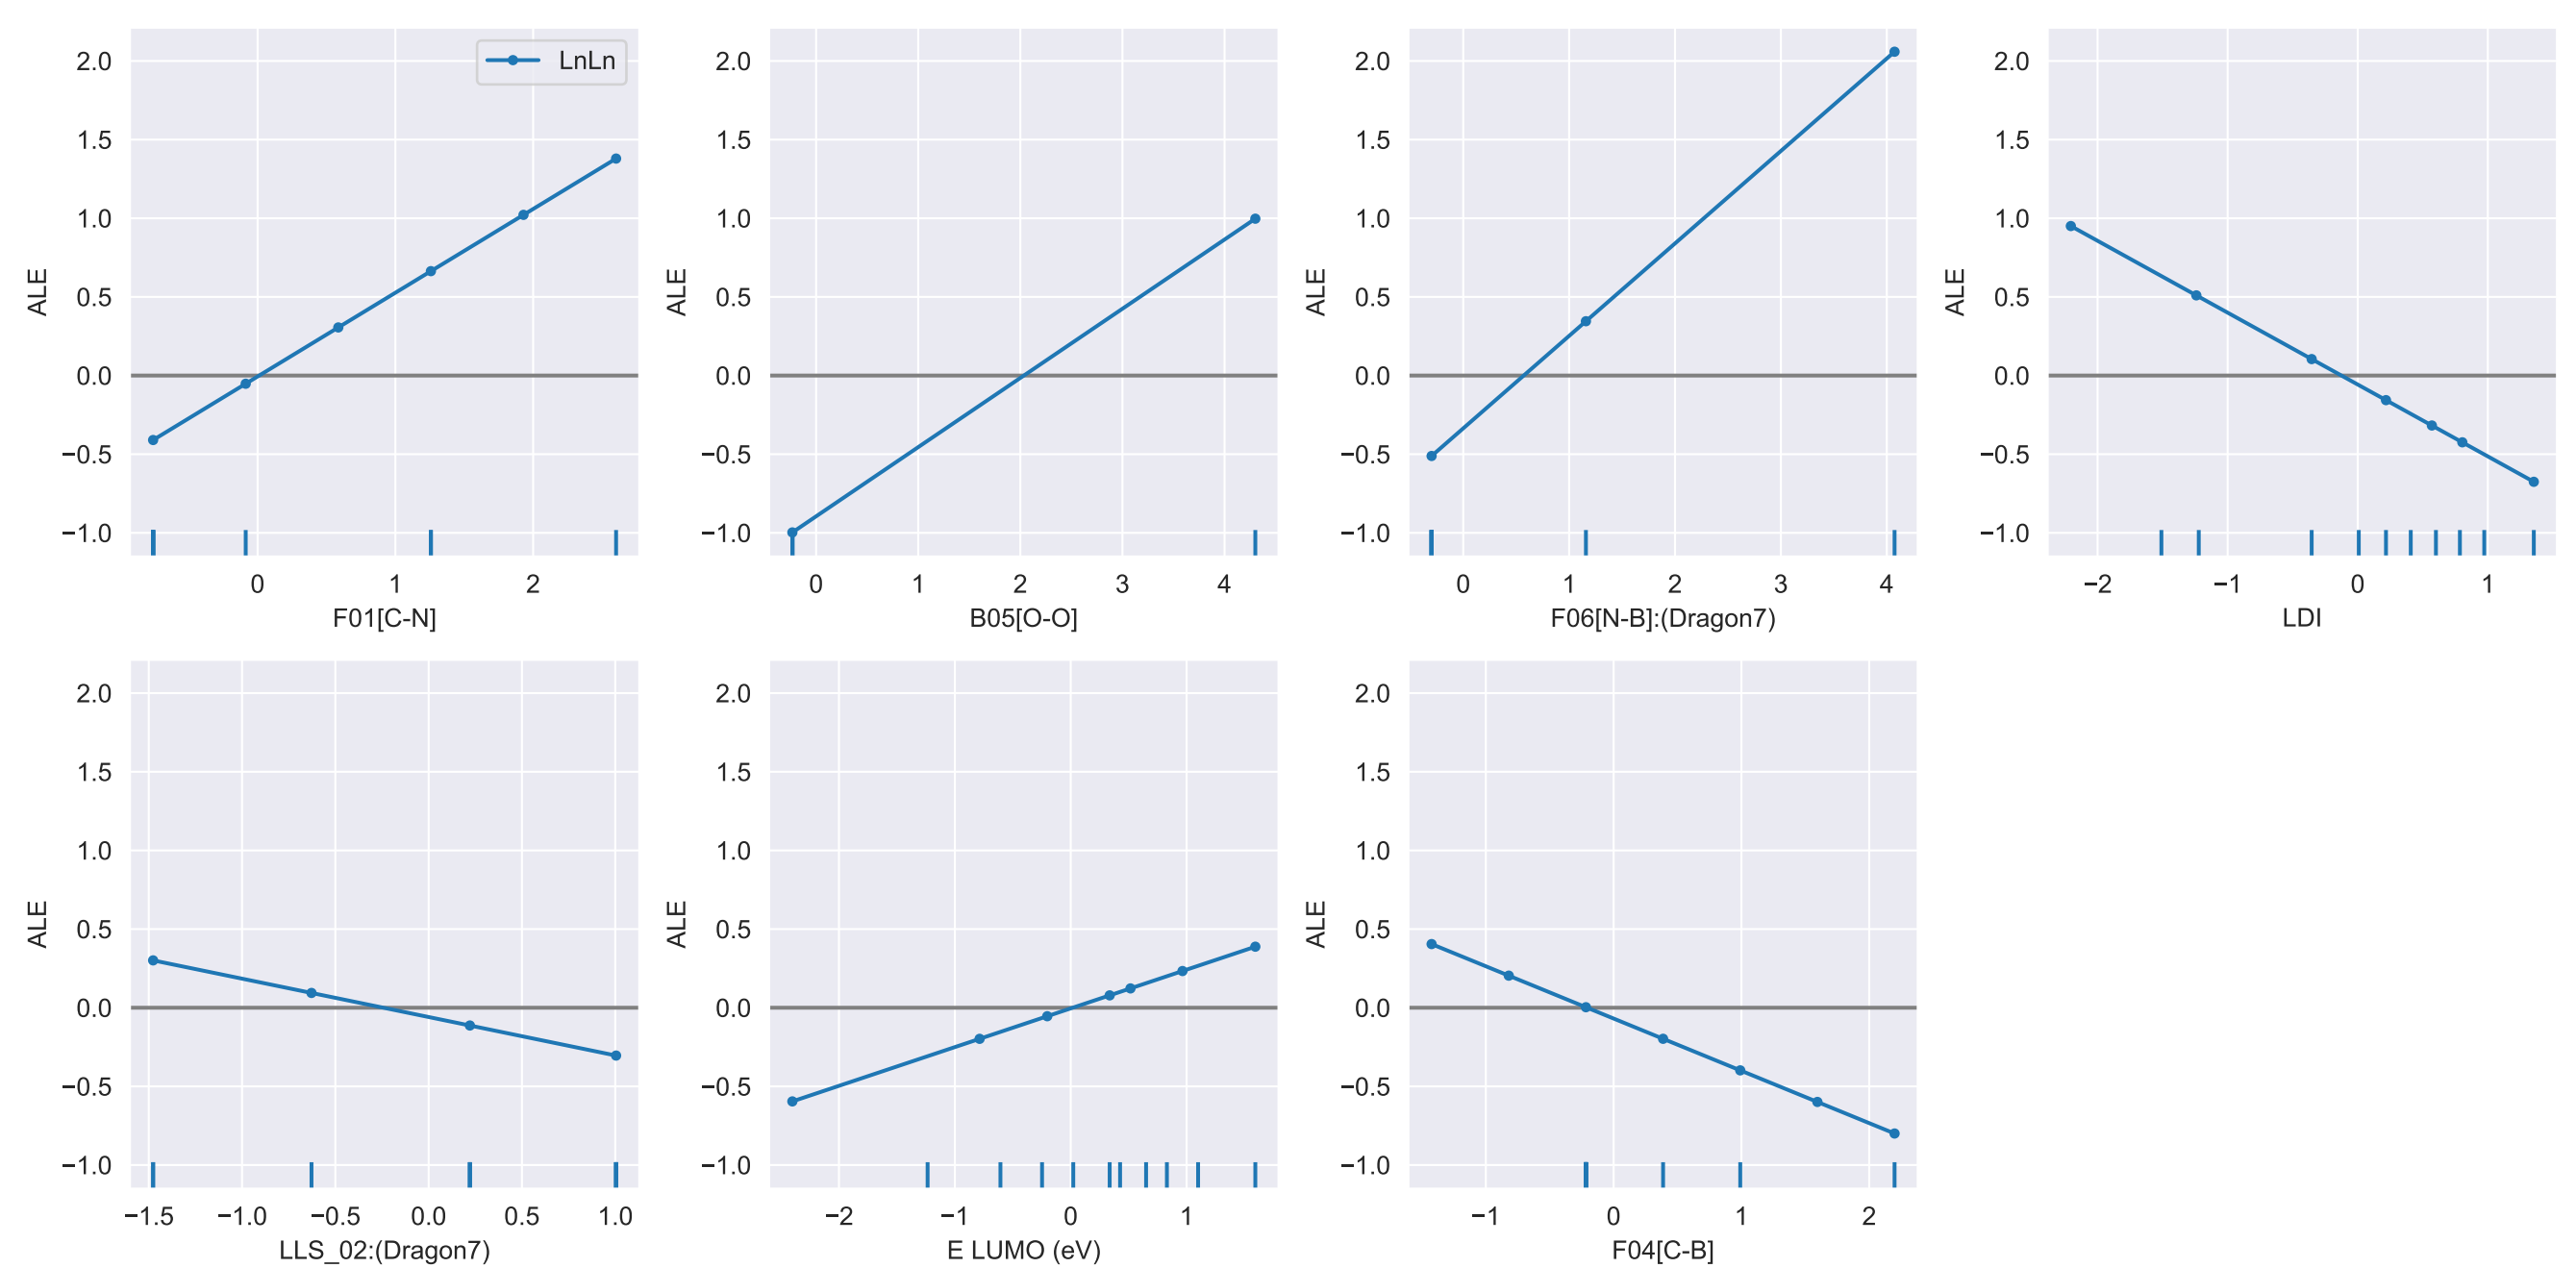 2.0
1.5
1.0
0.5
0.0
−0.5
−1.0
ALE
LnLn
0 1 2
F01[C-N]
2.0
1.5
1.0
0.5
0.0
−0.5
−1.0
ALE
0 1 2 3 4
B05[O-O]
2.0
1.5
1.0
0.5
0.0
−0.5
−1.0
ALE
0 1 2 3 4
F06[N-B]:(Dragon7)
2.0
1.5
1.0
0.5
0.0
−0.5
−1.0
ALE
−2 −1 0 1
LDI
2.0
1.5
1.0
0.5
0.0
−0.5
−1.0
ALE
−1.5 −1.0 −0.5 0.0 0.5 1.0
LLS_02:(Dragon7)
2.0
1.5
1.0
0.5
0.0
−0.5
−1.0
ALE
−2 −1 0 1
E LUMO (eV)
2.0
1.5
1.0
0.5
0.0
−0.5
−1.0
ALE
−1 0 1 2
F04[C-B]